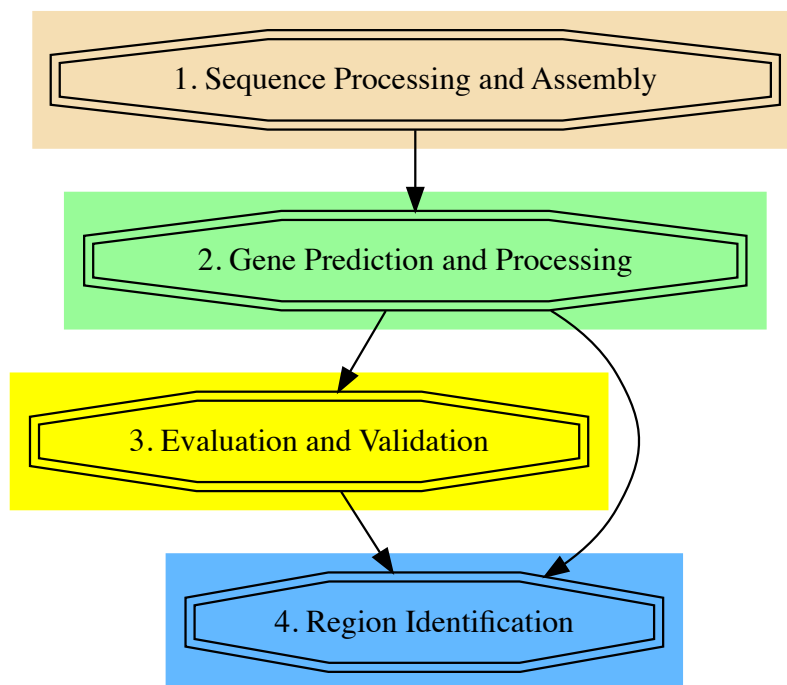 1. Sequence Processing and Assembly
2. Gene Prediction and Processing
3. Evaluation and Validation
4. Region Identification